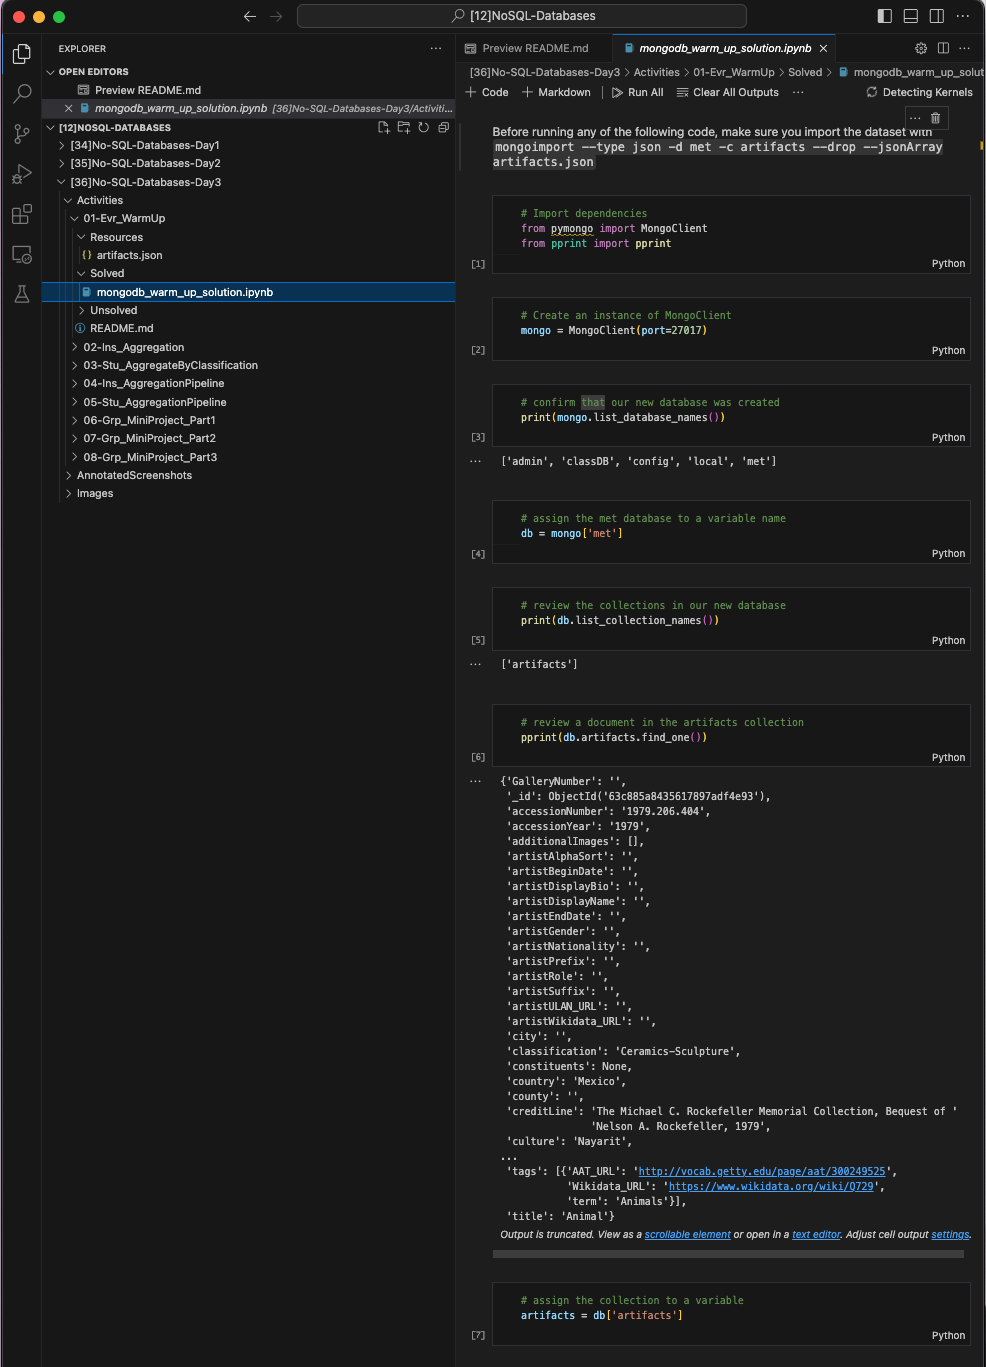 [12]NoSQL-Databases
EXPLORER
OPEN EDITORS
Preview README.md
mongodb_warm_up_solution.ipynb [36]No-SQL-Databases-Day3/Activiti...
[12]NOSQL-DATABASES
[34]No-SQL-Databases-Day1
[35]No-SQL-Databases-Day2
[36]No-SQL-Databases-Day3
Activities
01-Evr_WarmUp
Resources
{} artifacts.json
Solved
mongodb_warm_up_solution.ipynb
Unsolved
README.md
02-Ins_Aggregation
03-Stu_AggregateByClassification
04-Ins_AggregationPipeline
05-Stu_AggregationPipeline
06-Grp_MiniProject_Part1
07-Grp_MiniProject_Part2
08-Grp_MiniProject_Part3
AnnotatedScreenshots
Images
Preview README.md
mongodb_warm_up_solution.ipynb
[36]No-SQL-Databases-Day3 > Activities > 01-Evr_WarmUp > Solved > mongodb_warm_up_solut
+ Code + Markdown | Run All Clear All Outputs ... Detecting Kernels
Before running any of the following code, make sure you import the dataset with
mongoimport --type json -d met -c artifacts --drop --jsonArray
artifacts.json
# Import dependencies
from pymongo import MongoClient
from pprint import pprint
[1] Python
# Create an instance of MongoClient
mongo = MongoClient(port=27017)
[2] Python
# confirm that our new database was created
print(mongo.list_database_names())
[3] Python
... ['admin', 'classDB', 'config', 'local', 'met']
# assign the met database to a variable name
db = mongo['met']
[4] Python
# review the collections in our new database
print(db.list_collection_names())
[5] Python
... ['artifacts']
# review a document in the artifacts collection
pprint(db.artifacts.find_one())
[6] Python
... {'GalleryNumber': '',
'_id': ObjectId('63c885a8435617897adf4e93'),
'accessionNumber': '1979.206.404',
'accessionYear': '1979',
'additionalImages': [],
'artistAlphaSort': '',
'artistBeginDate': '',
'artistDisplayBio': '',
'artistDisplayName': '',
'artistEndDate': '',
'artistGender': '',
'artistNationality': '',
'artistPrefix': '',
'artistRole': '',
'artistSuffix': '',
'artistULAN_URL': '',
'artistWikidata_URL': '',
'city': '',
'classification': 'Ceramics-Sculpture',
'constituents': None,
'country': 'Mexico',
'county': '',
'creditLine': 'The Michael C. Rockefeller Memorial Collection, Bequest of '
'Nelson A. Rockefeller, 1979',
'culture': 'Nayarit',
...
'tags': [{'AAT_URL': 'http://vocab.getty.edu/page/aat/300249525',
'Wikidata_URL': 'https://www.wikidata.org/wiki/Q729',
'term': 'Animals'}],
'title': 'Animal'}
Output is truncated. View as a scrollable element or open in a text editor. Adjust cell output settings.
# assign the collection to a variable
artifacts = db['artifacts']
[7] Python